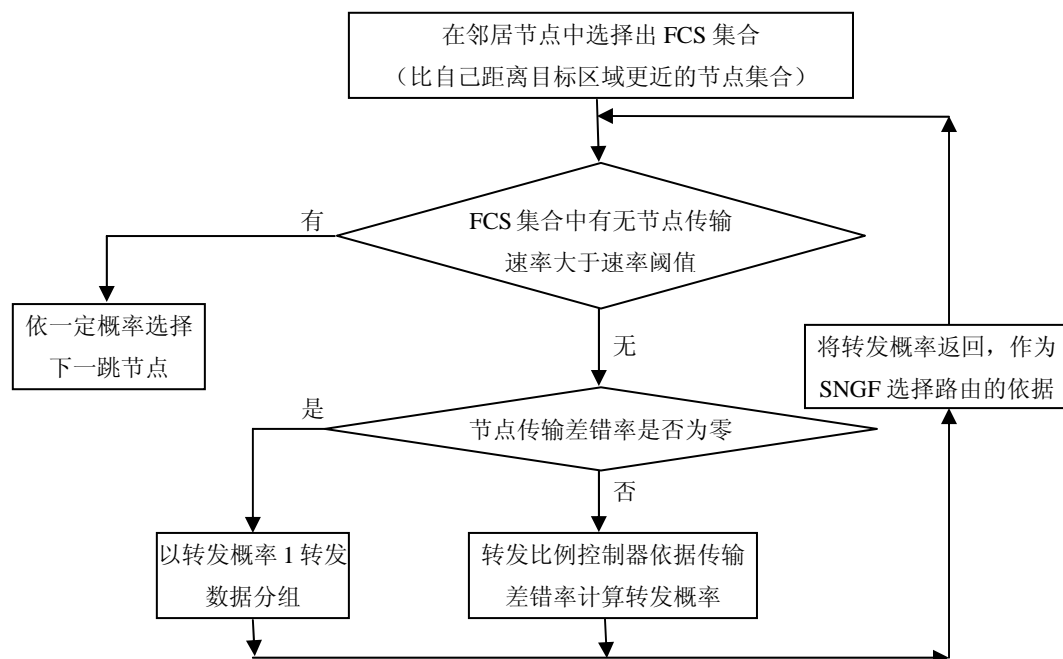 在邻居节点中选择出 FCS 集合
（比自己距离目标区域更近的节点集合）
有
FCS 集合中有无节点传输
速率大于速率阈值
依一定概率选择
下一跳节点
无
将转发概率返回，作为
SNGF 选择路由的依据
是
节点传输差错率是否为零
否
以转发概率 1 转发
数据分组
转发比例控制器依据传输
差错率计算转发概率